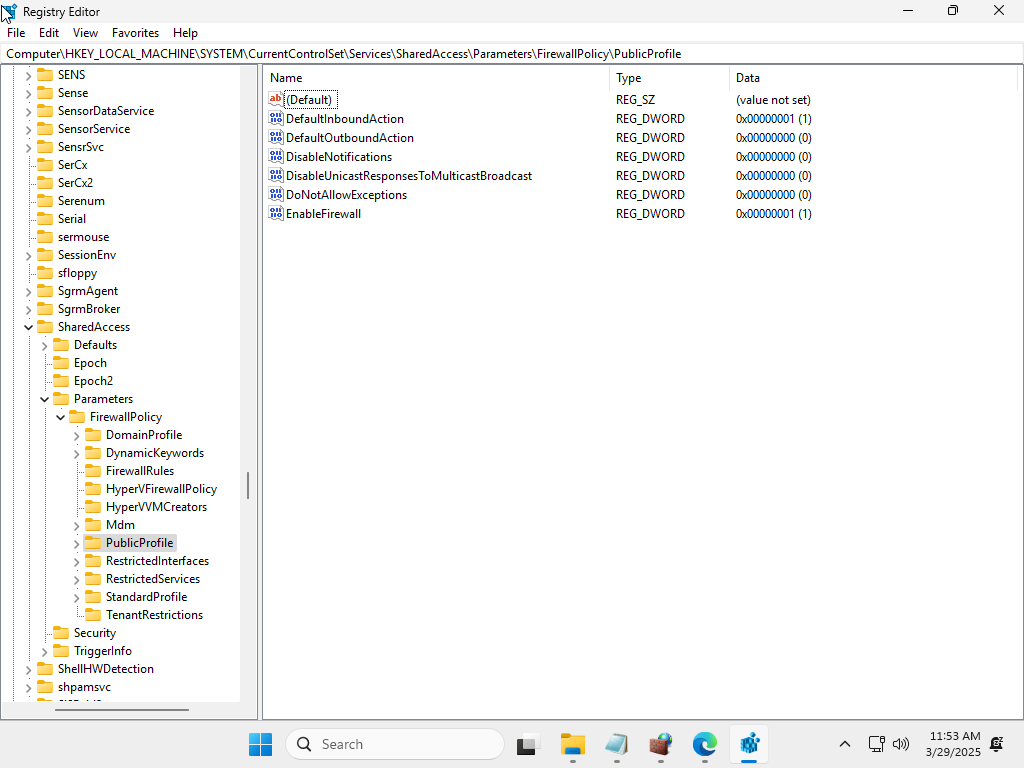 Registry Editor
File Edit View Favorites Help
Computer\HKEY_LOCAL_MACHINE\SYSTEM\CurrentControlSet\Services\SharedAccess\Parameters\FirewallPolicy\PublicProfile
SENS
Sense
SensorDataService
SensorService
SensrSvc
SerCx
SerCx2
Serenum
Serial
sermouse
SessionEnv
sfloppy
SgrmAgent
SgrmBroker
SharedAccess
Defaults
Epoch
Epoch2
Parameters
FirewallPolicy
DomainProfile
DynamicKeywords
FirewallRules
HyperVFirewallPolicy
HyperVVMCreators
Mdm
PublicProfile
RestrictedInterfaces
RestrictedServices
StandardProfile
TenantRestrictions
Security
TriggerInfo
ShellHWDetection
shpamsvc
Name Type Data
(Default) REG_SZ (value not set)
DefaultInboundAction REG_DWORD 0x00000001 (1)
DefaultOutboundAction REG_DWORD 0x00000000 (0)
DisableNotifications REG_DWORD 0x00000000 (0)
DisableUnicastResponsesToMulticastBroadcast REG_DWORD 0x00000000 (0)
DoNotAllowExceptions REG_DWORD 0x00000000 (0)
EnableFirewall REG_DWORD 0x00000001 (1)
Search
11:53 AM
3/29/2025